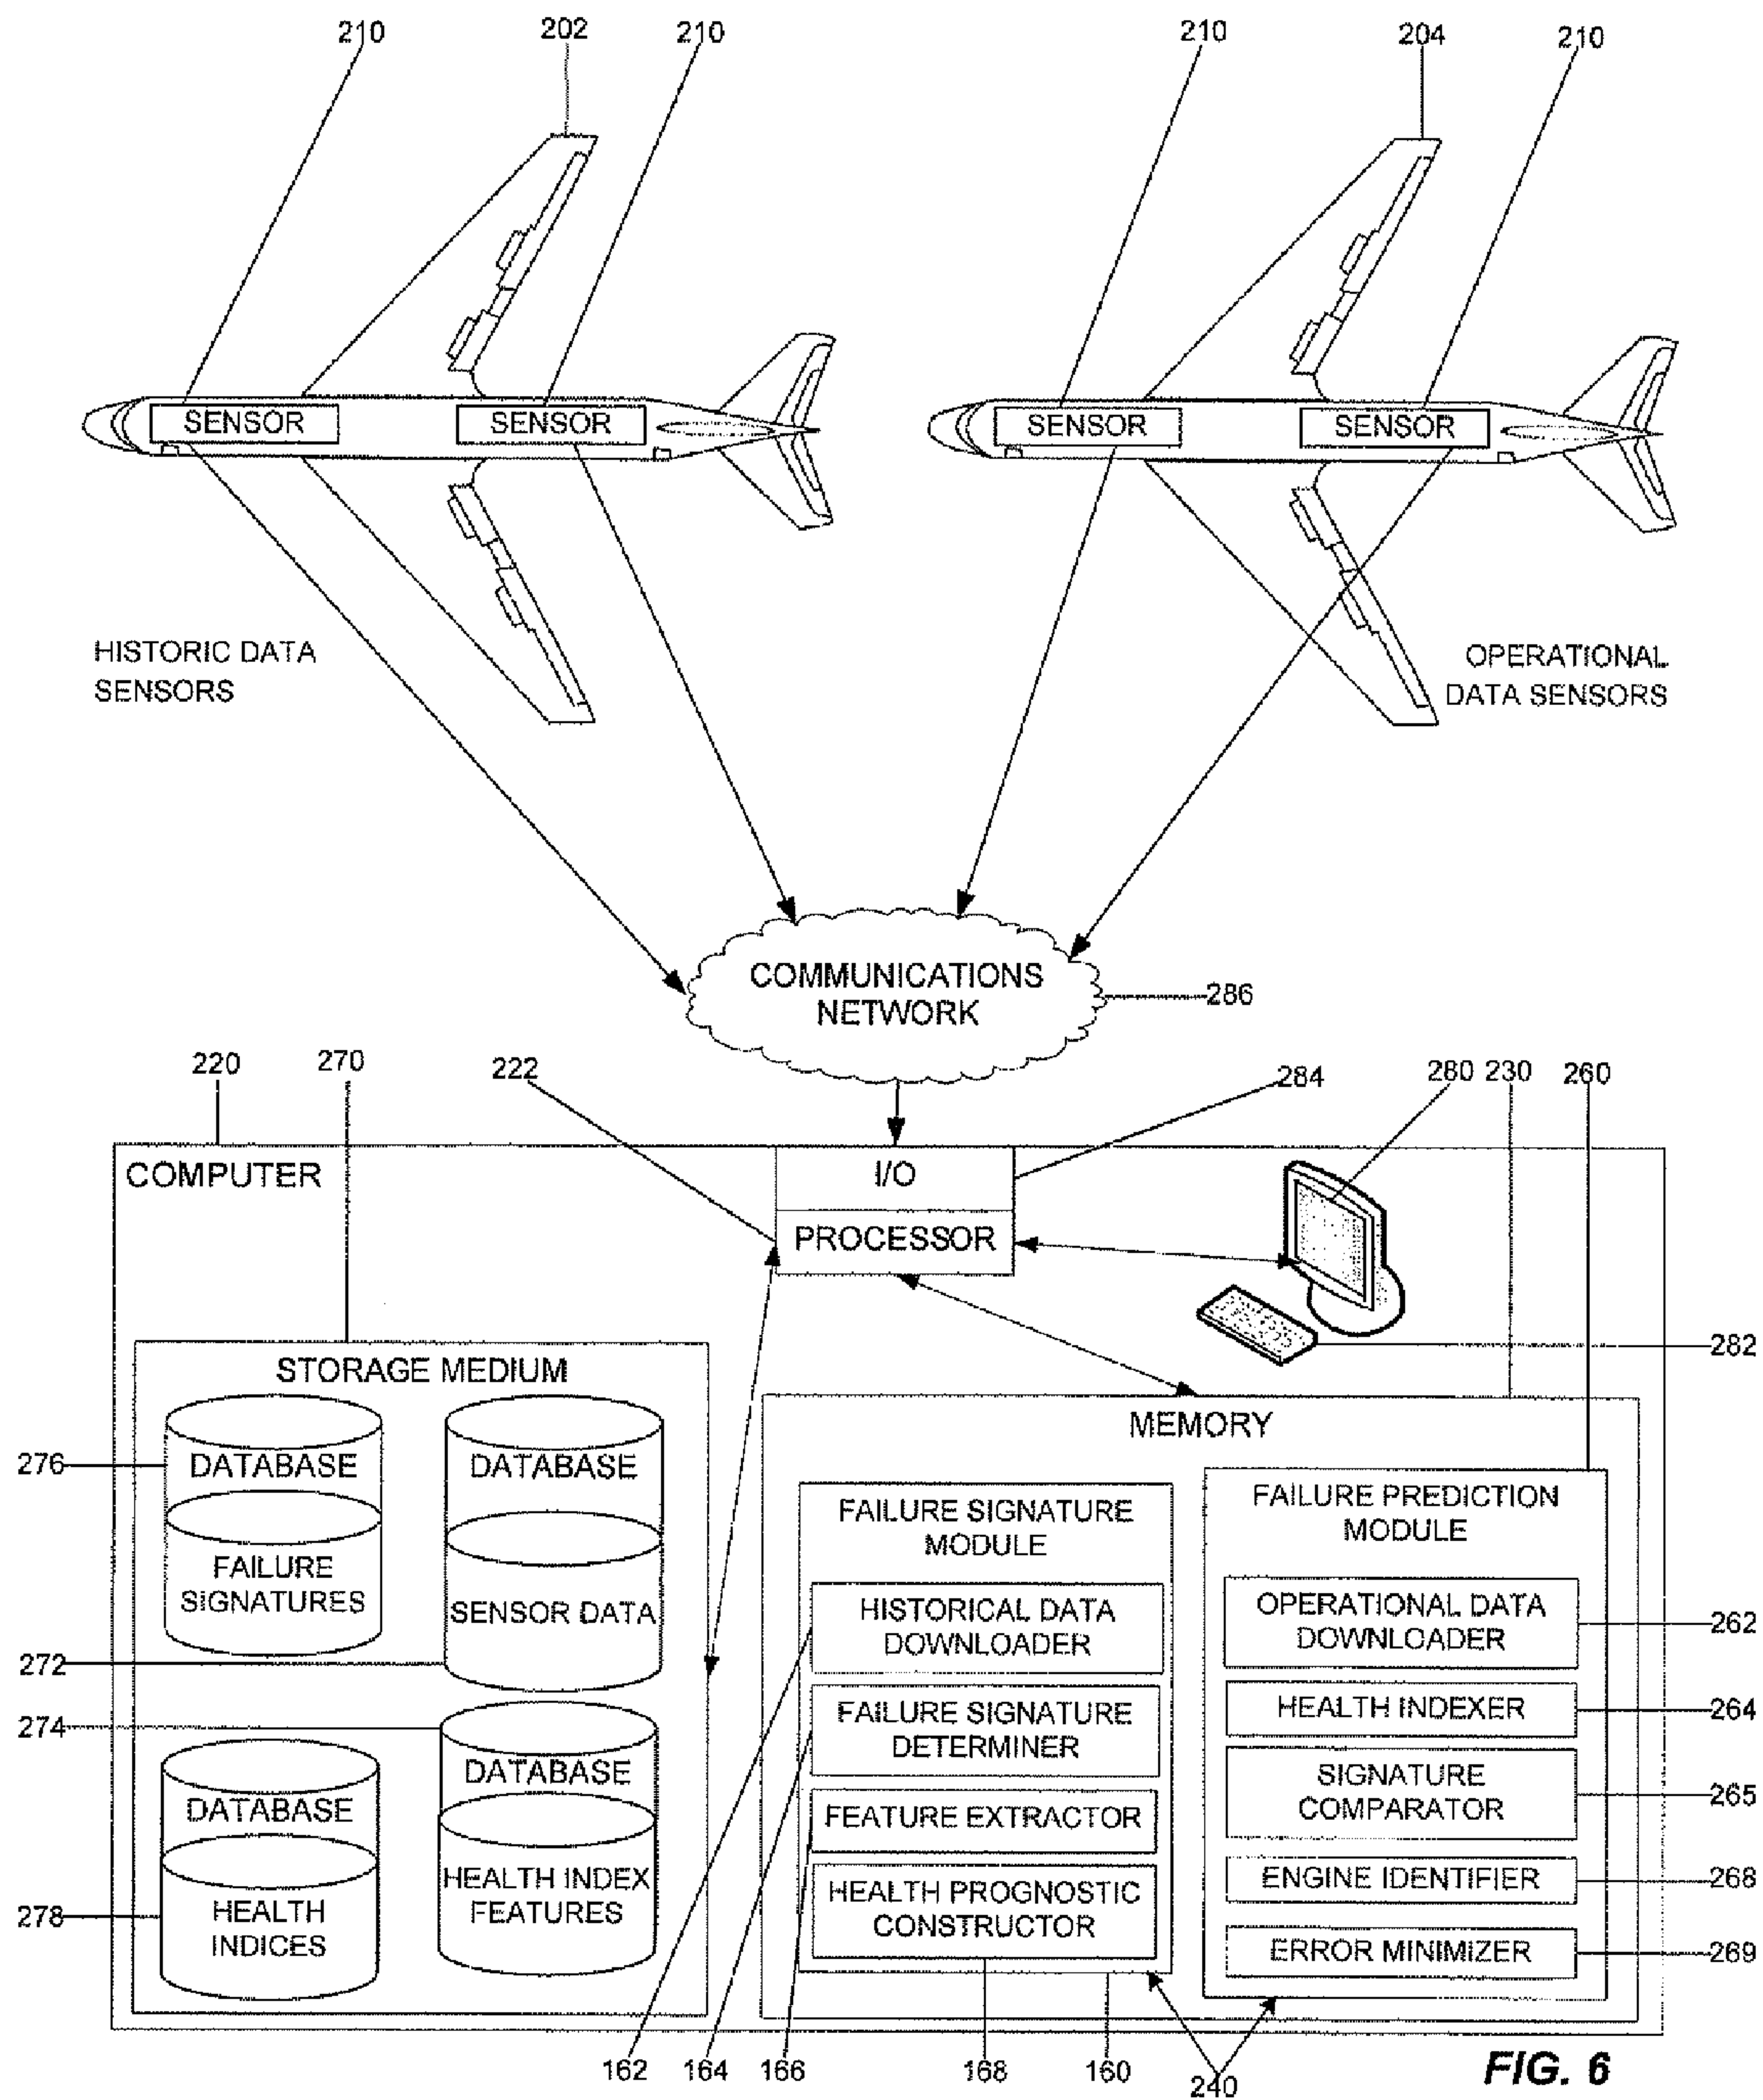 210
202
210
210
204
210
SENSOR
SENSOR
SENSOR
SENSOR
HISTORIC DATA
SENSORS
OPERATIONAL
DATA SENSORS
COMMUNICATIONS
NETWORK
286
220
270
222
284
280
230
260
COMPUTER
I/O
PROCESSOR
282
STORAGE MEDIUM
276
DATABASE
FAILURE
SIGNATURES
DATABASE
SENSOR DATA
272
274
DATABASE
HEALTH INDEX
FEATURES
DATABASE
HEALTH
INDICES
278
MEMORY
FAILURE SIGNATURE
MODULE
HISTORICAL DATA
DOWNLOADER
FAILURE SIGNATURE
DETERMINER
FEATURE EXTRACTOR
HEALTH PROGNOSTIC
CONSTRUCTOR
FAILURE PREDICTION
MODULE
OPERATIONAL DATA
DOWNLOADER
262
HEALTH INDEXER
264
SIGNATURE
COMPARATOR
265
ENGINE IDENTIFIER
268
ERROR MINIMIZER
269
162
164
166
168
160
240
FIG. 6